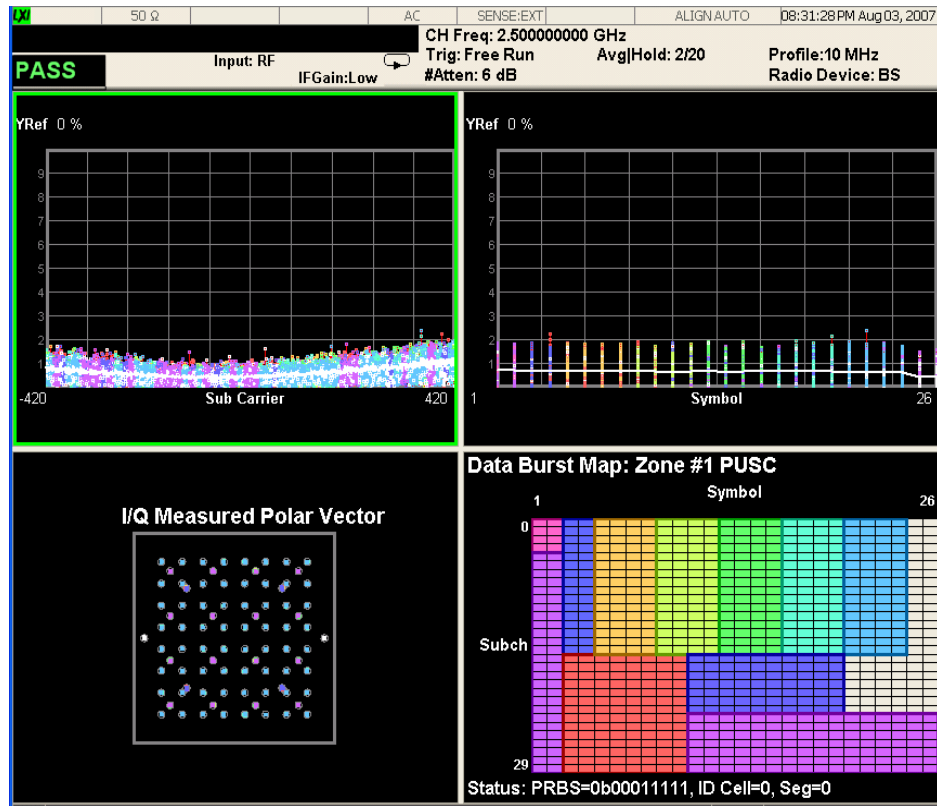 LXI 50 Ω AC SENSE:EXT ALIGN AUTO 08:31:28 PM Aug 03, 2007
CH Freq: 2.500000000 GHz
Input: RF Trig: Free Run Avg|Hold: 2/20 Profile:10 MHz
PASS IFGain:Low #Atten: 6 dB Radio Device: BS
YRef 0 %
9
8
7
6
5
4
3
2
1
-420 Sub Carrier 420
YRef 0 %
9
8
7
6
5
4
3
2
1
1 Symbol 26
I/Q Measured Polar Vector
Data Burst Map: Zone #1 PUSC
Symbol
1 26
0
Subch
29
Status: PRBS=0b00011111, ID Cell=0, Seg=0